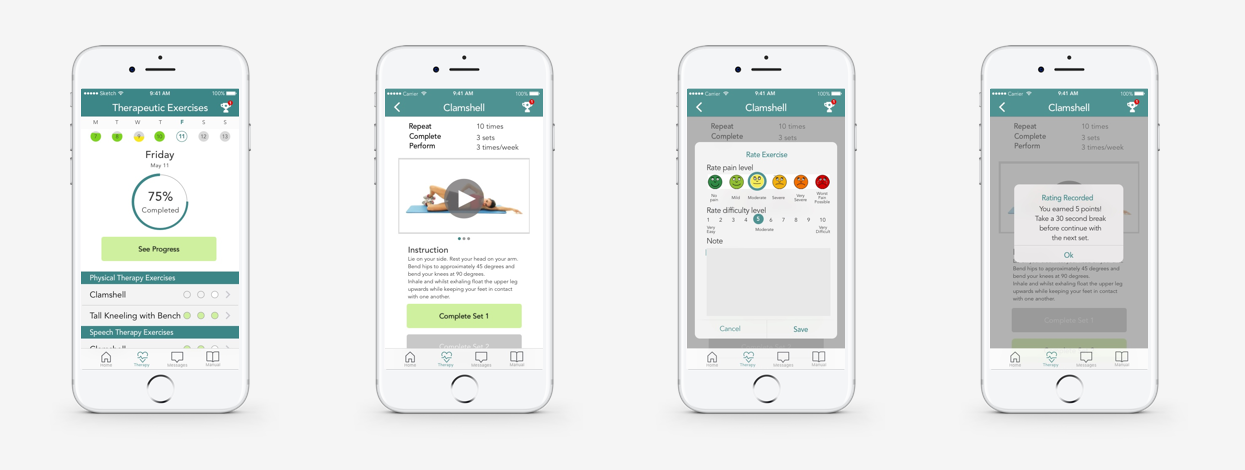 Sketch 9:41 AM 100%
Therapeutic Exercises
M T W T F S S
7 8 9 10 11 12 13
Friday
May 11
75%
Completed
See Progress
Physical Therapy Exercises
Clamshell
Tall Kneeling with Bench
Speech Therapy Exercises
Clamshell
Home Therapy Messages Manual
Carrier 9:41 AM 100%
Clamshell
Repeat 10 times
Complete 3 sets
Perform 3 times/week
Instruction
Lie on your side. Rest your head on your arm.
Bend hips to approximately 45 degrees and
bend your knees at 90 degrees.
Inhale and whilst exhaling float the upper leg
upwards while keeping your feet in contact
with one another.
Complete Set 1
Complete Set 2
Home Therapy Messages Manual
Carrier 9:41 AM 100%
Clamshell
Repeat 10 times
Complete 3 sets
Rate Exercise
Rate pain level
No pain
Mild
Moderate
Severe
Very Severe
Worst Pain Possible
Rate difficulty level
1 2 3 4 5 6 7 8 9 10
Very Easy
Moderate
Very Difficult
Note
Cancel Save
Home Therapy Messages Manual
Carrier 9:41 AM 100%
Clamshell
Repeat 10 times
Complete 3 sets
Perform 3 times/week
Rating Recorded
You earned 5 points!
Take a 30 second break
before continue with
the next set.
Ok
Bend hips to approximately 45 degrees and
bend your knees at 90 degrees.
Inhale and whilst exhaling float the upper leg
upwards while keeping your feet in contact
with one another.
Complete Set 1
Home Therapy Messages Manual